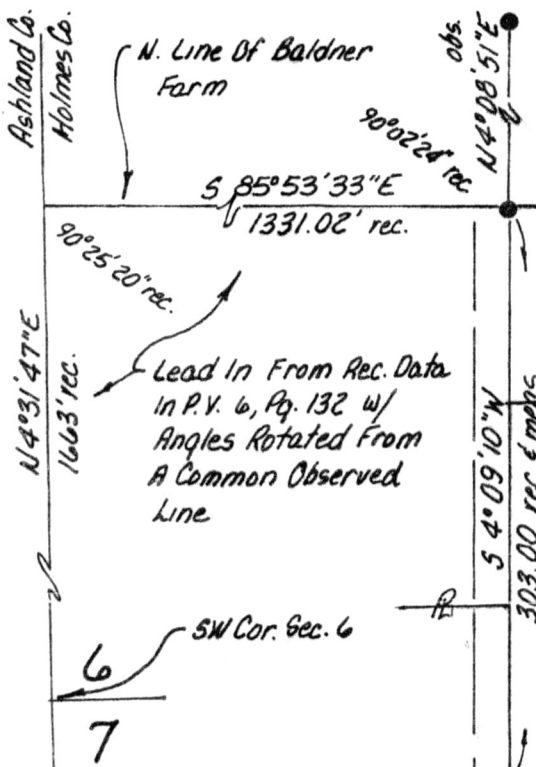 Ashland Co.
Holmes Co.
N. Line Of Baldner
Farm
obs.
N4°08'51"E
90°02'24" rec
S 85°53'33"E
1331.02' rec.
90°25'20" rec.
N4°31'47"E
1663' rec.
Lead In From Rec. Data
in P.V. 6, Pg. 132 w/
Angles Rotated From
A Common Observed
Line
S 4°09'10"W
303.00 rec & meas
PL
SW Cor. Sec. 6
6
7